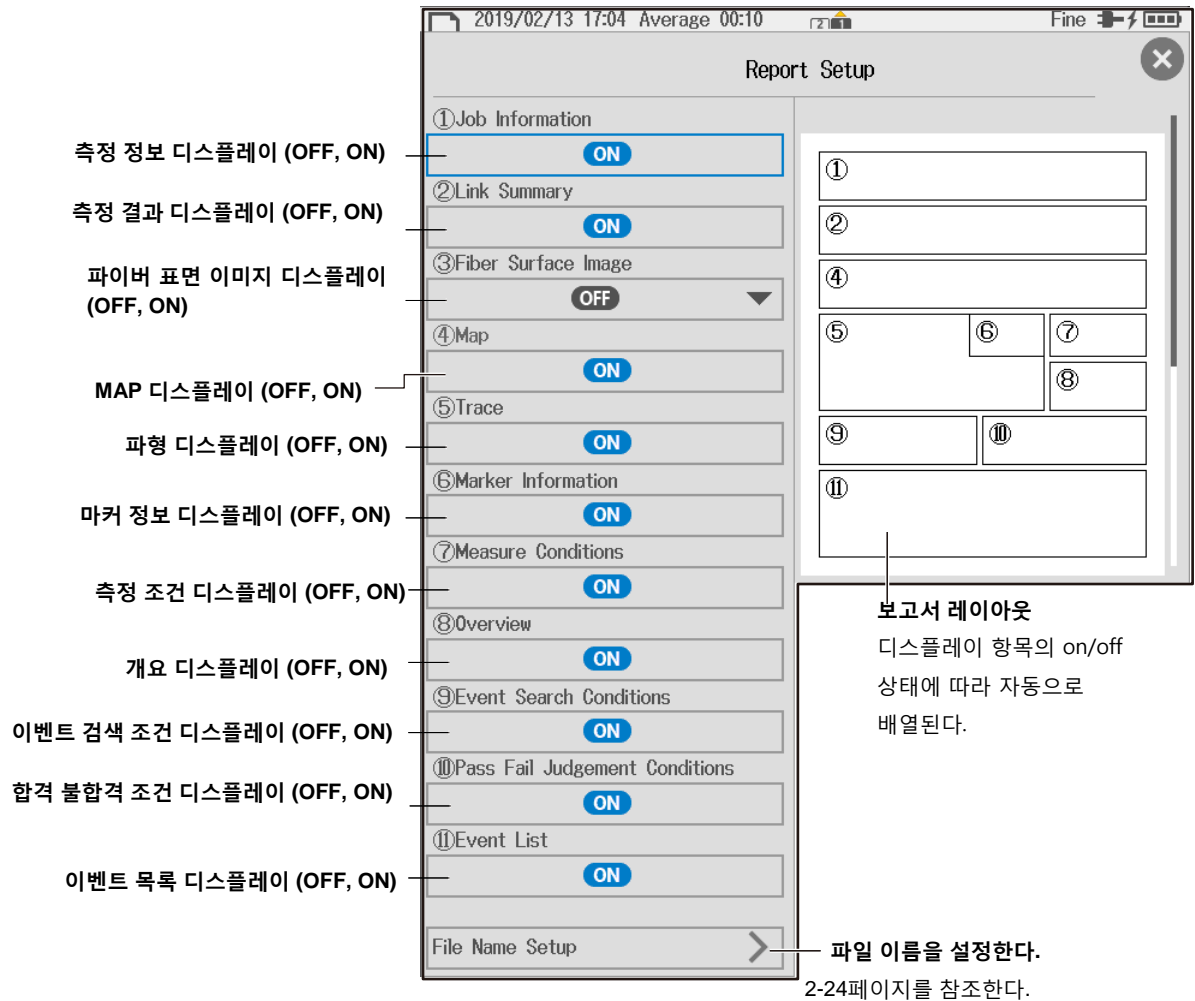 2019/02/13 17:04 Average 00:10
2 1
Fine
Report Setup
①Job Information
ON
측정 정보 디스플레이 (OFF, ON)
②Link Summary
ON
측정 결과 디스플레이 (OFF, ON)
③Fiber Surface Image
OFF
파이버 표면 이미지 디스플레이
(OFF, ON)
④Map
ON
MAP 디스플레이 (OFF, ON)
⑤Trace
ON
파형 디스플레이 (OFF, ON)
⑥Marker Information
ON
마커 정보 디스플레이 (OFF, ON)
⑦Measure Conditions
ON
측정 조건 디스플레이 (OFF, ON)
⑧Overview
ON
개요 디스플레이 (OFF, ON)
⑨Event Search Conditions
ON
이벤트 검색 조건 디스플레이 (OFF, ON)
⑩Pass Fail Judgement Conditions
ON
합격 불합격 조건 디스플레이 (OFF, ON)
⑪Event List
ON
이벤트 목록 디스플레이 (OFF, ON)
File Name Setup
①
②
④
⑤ ⑥ ⑦
⑧
⑨ ⑩
⑪
보고서 레이아웃
디스플레이 항목의 on/off
상태에 따라 자동으로
배열된다.
파일 이름을 설정한다.
2-24페이지를 참조한다.